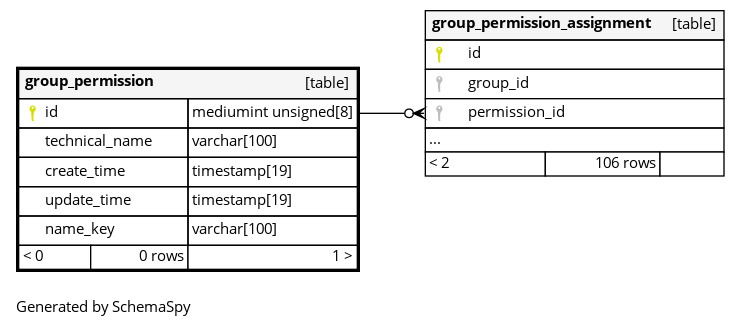 group_permission [table]
id mediumint unsigned[8]
technical_name varchar[100]
create_time timestamp[19]
update_time timestamp[19]
name_key varchar[100]
< 0 0 rows 1 >
group_permission_assignment [table]
id
group_id
permission_id
...
< 2 106 rows
Generated by SchemaSpy